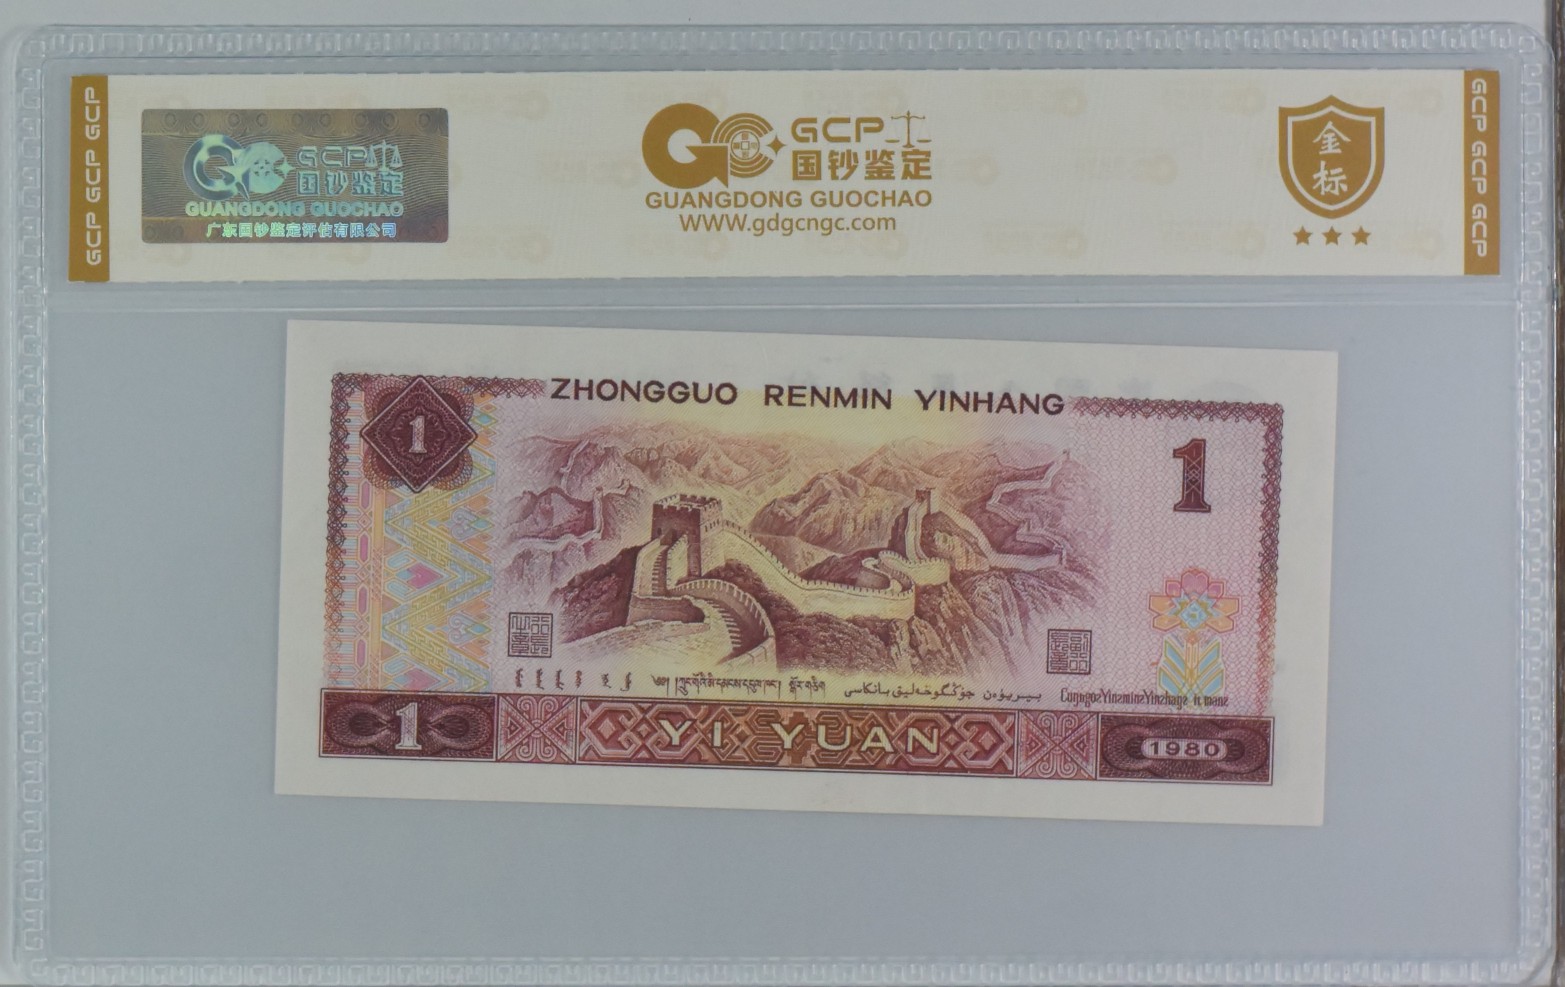 GCP GCP GCP
GCP
国钞鉴定
GUANGDONG GUOCHAO
广东国钞鉴定评估有限公司
GCP
国钞鉴定
GUANGDONG GUOCHAO
WWW.gdgcngc.com
金
标
GCP GCP GCP
ZHONGGUO RENMIN YINHANG
1
1
1
YI YUAN
1980